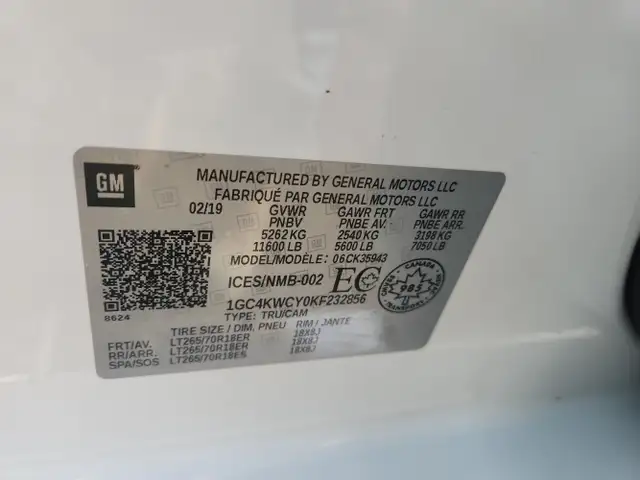 GM
MANUFACTURED BY GENERAL MOTORS LLC
FABRIQUÉ PAR GENERAL MOTORS LLC
02/19 GVWR GAWR FRT GAWR RR
PNBV PNBE AV. PNBE ARR.
5262 KG 2540 KG 3198 KG
11600 LB 5600 LB 7050 LB
MODEL/MODÈLE: 06CK35943
ICES/NMB-002 EC 985
1GC4KWCY0KF232856
8624 TYPE: TRU/CAM
TIRE SIZE / DIM, PNEU RIM / JANTE
FRT/AV. LT265/70R18ER 18X8J
RR/ARR. LT265/70R18ER 18X8J
SPA/SOS LT265/70R18ES 18X8J